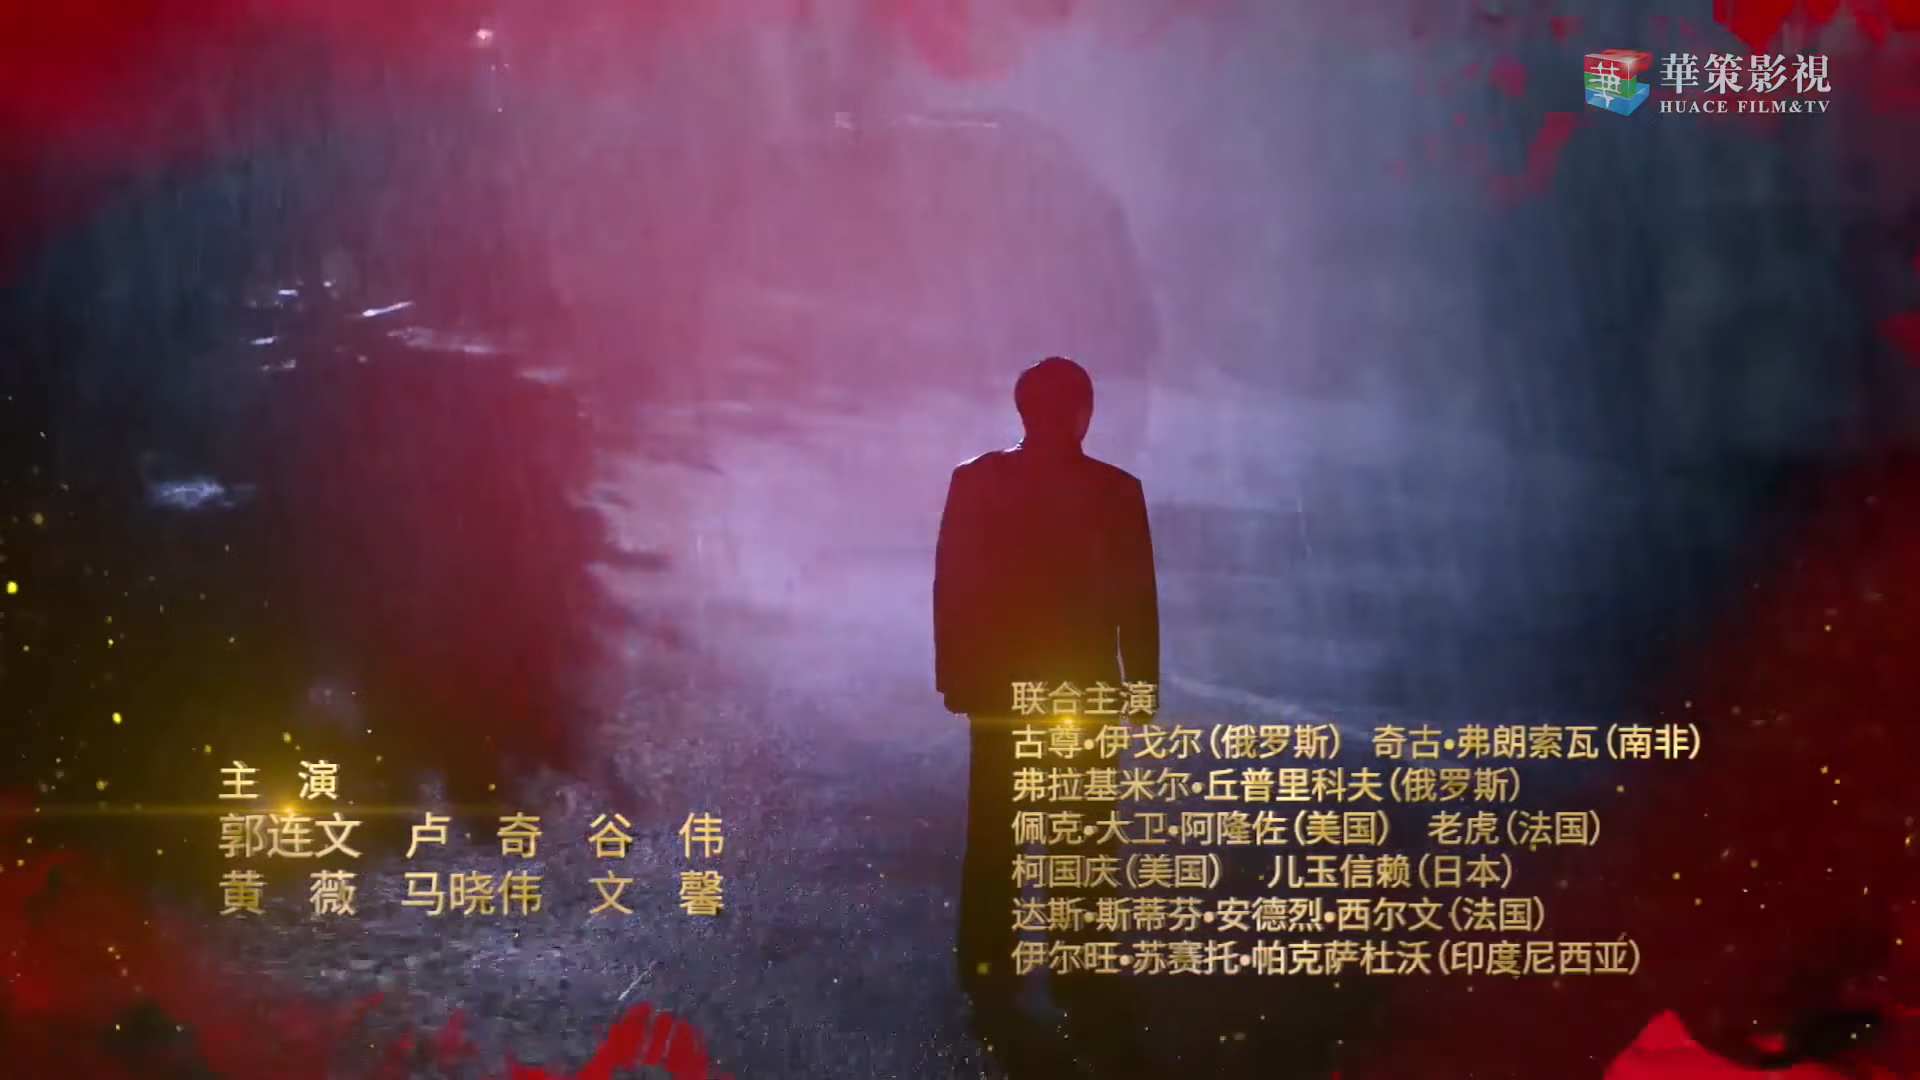 華策影視
HUACE FILM&TV
主 演
郭连文 卢 奇 谷 伟
黄 薇 马晓伟 文 馨
联合主演
古尊•伊戈尔(俄罗斯) 奇古•弗朗索瓦(南非)
弗拉基米尔•丘普里科夫(俄罗斯)
佩克•大卫•阿隆佐(美国) 老虎(法国)
柯国庆(美国) 儿玉信赖(日本)
达斯•斯蒂芬•安德烈•西尔文(法国)
伊尔旺•苏赛托•帕克萨杜沃(印度尼西亚)